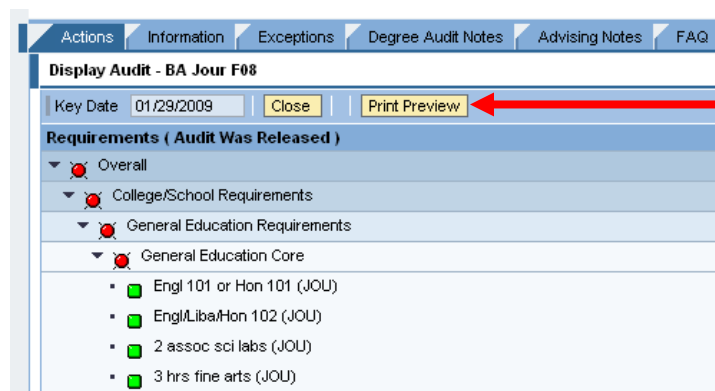 Actions Information Exceptions Degree Audit Notes Advising Notes FAQ
Display Audit - BA Jour F08
Key Date 01/29/2009 Close Print Preview
Requirements ( Audit Was Released )
Overall
College/School Requirements
General Education Requirements
General Education Core
Engl 101 or Hon 101 (JOU)
Engl/Liba/Hon 102 (JOU)
2 assoc sci labs (JOU)
3 hrs fine arts (JOU)